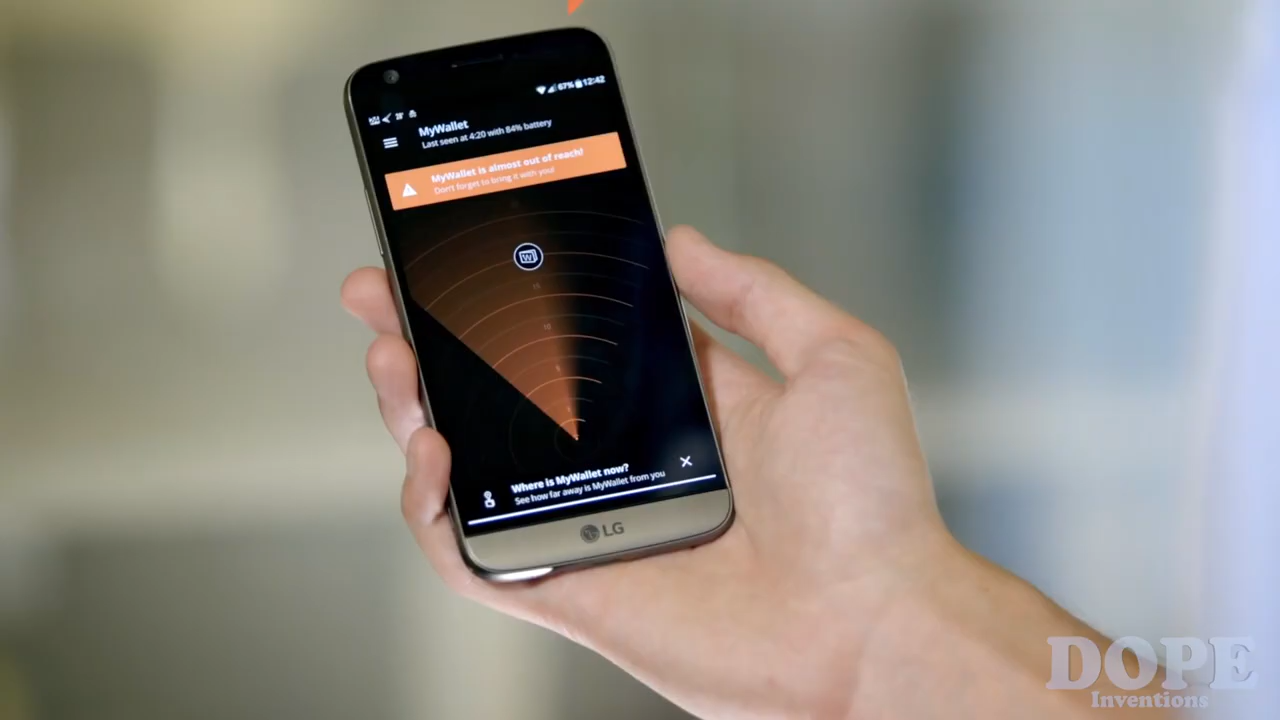 67% 12:42
MyWallet
Last seen at 4:20 with 84% battery
MyWallet is almost out of reach!
Don't forget to bring it with you!
W
15
10
Where is MyWallet now?
See how far away is MyWallet from you
LG
DOPE
Inventions